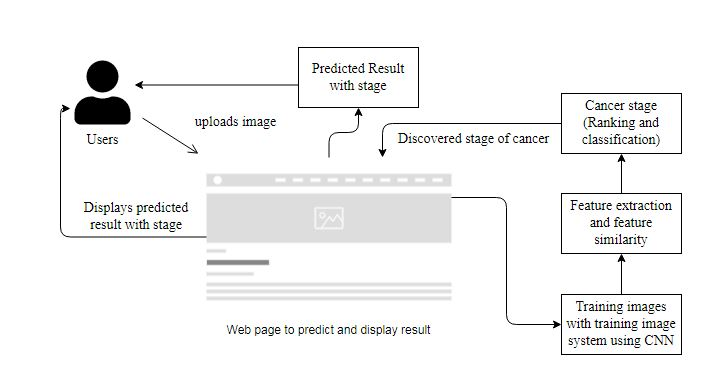 Predicted Result
with stage
uploads image
Users
Cancer stage
(Ranking and
classification)
Discovered stage of cancer
Displays predicted
result with stage
Feature extraction
and feature
similarity
Training images
with training image
system using CNN
Web page to predict and display result